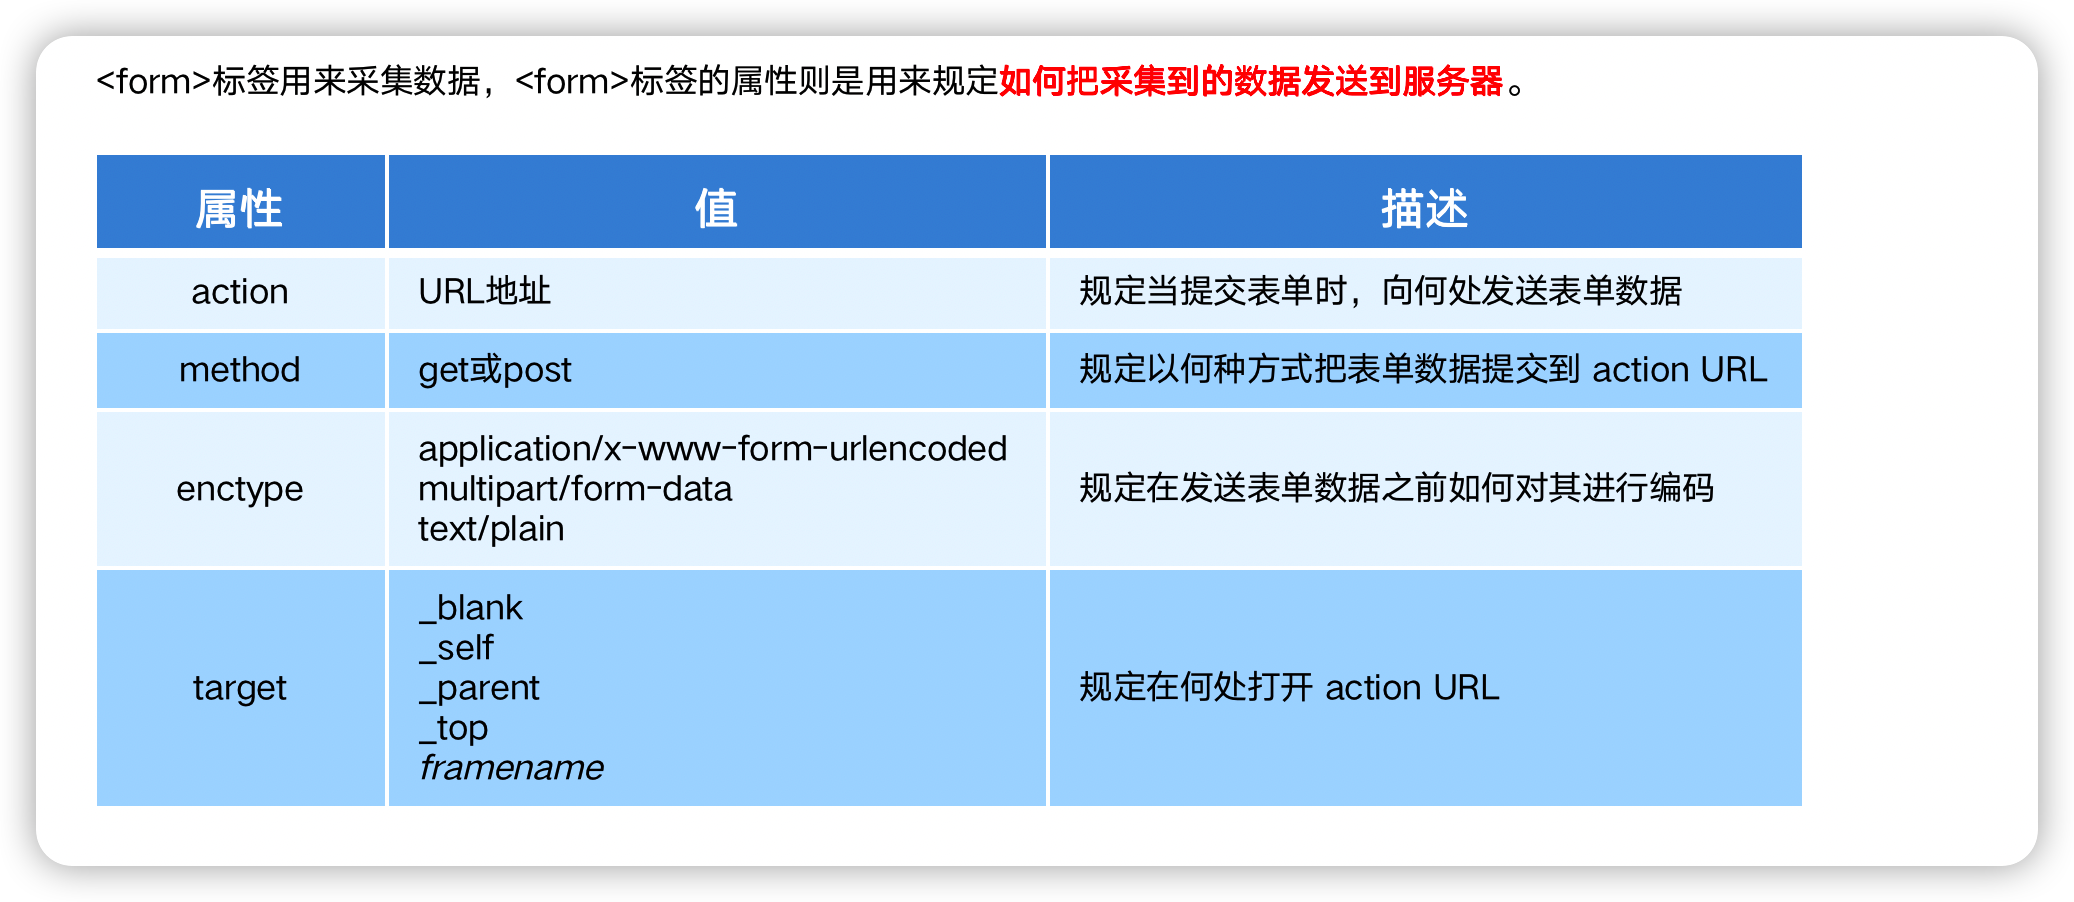 <form>标签用来采集数据，<form>标签的属性则是用来规定如何把采集到的数据发送到服务器。
属性 值 描述
action URL地址 规定当提交表单时，向何处发送表单数据
method get或post 规定以何种方式把表单数据提交到 action URL
enctype
application/x-www-form-urlencoded
multipart/form-data
text/plain
规定在发送表单数据之前如何对其进行编码
target
_blank
_self
_parent
_top
framename
规定在何处打开 action URL